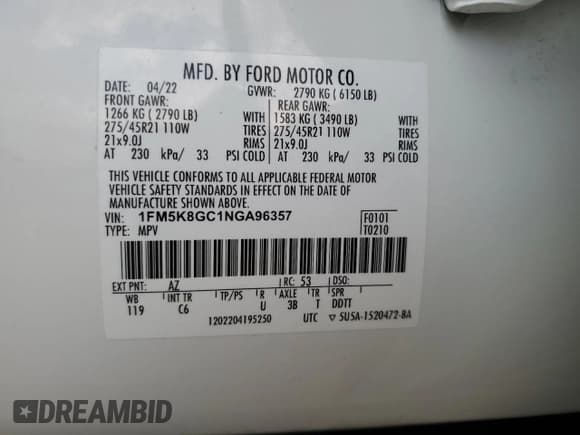 MFD. BY FORD MOTOR CO.
DATE: 04/22 GVWR: 2790 KG ( 6150 LB)
FRONT GAWR: REAR GAWR:
1266 KG ( 2790 LB) WITH 1583 KG ( 3490 LB) WITH
275/45R21 110W TIRES 275/45R21 110W TIRES
21x9.0J RIMS 21x9.0J RIMS
AT 230 kPa/ 33 PSI COLD AT 230 kPa/ 33 PSI COLD
THIS VEHICLE CONFORMS TO ALL APPLICABLE FEDERAL MOTOR
VEHICLE SAFETY STANDARDS IN EFFECT ON THE DATE OF
MANUFACTURE SHOWN ABOVE.
VIN: 1FM5K8GC1NGA96357 F0101
TYPE: MPV T0210
EXT PNT: AZ RC: 53 DSO:
WB INT TR TP/PS R AXLE TR SPR
119 C6 U 3B T DDTT
1202204195250 UTC ▽ 5U5A-1520472-BA
DREAMBID